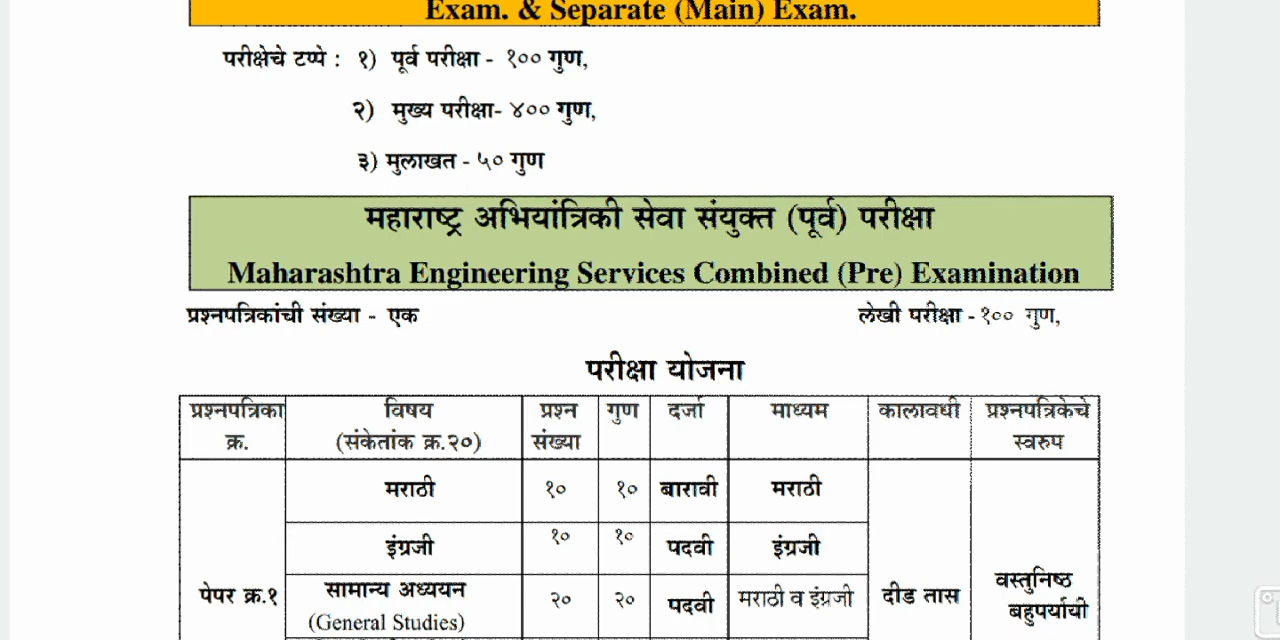 Exam. & Separate (Main) Exam.
परीक्षेचे टप्पे : १) पूर्व परीक्षा - १०० गुण,
२) मुख्य परीक्षा- ४०० गुण,
३) मुलाखत - ५० गुण
महाराष्ट्र अभियांत्रिकी सेवा संयुक्त (पूर्व) परीक्षा
Maharashtra Engineering Services Combined (Pre) Examination
प्रश्नपत्रिकांची संख्या - एक लेखी परीक्षा - १०० गुण,
परीक्षा योजना
प्रश्नपत्रिका विषय प्रश्न गुण दर्जा माध्यम कालावधी प्रश्नपत्रिकेचे
क्र. (संकेतांक क्र.२०) संख्या स्वरुप
मराठी १० १० बारावी मराठी
इंग्रजी १० १० पदवी इंग्रजी
पेपर क्र.१ सामान्य अध्ययन २० २० पदवी मराठी व इंग्रजी दीड तास वस्तुनिष्ठ
(General Studies) बहुपर्यायी